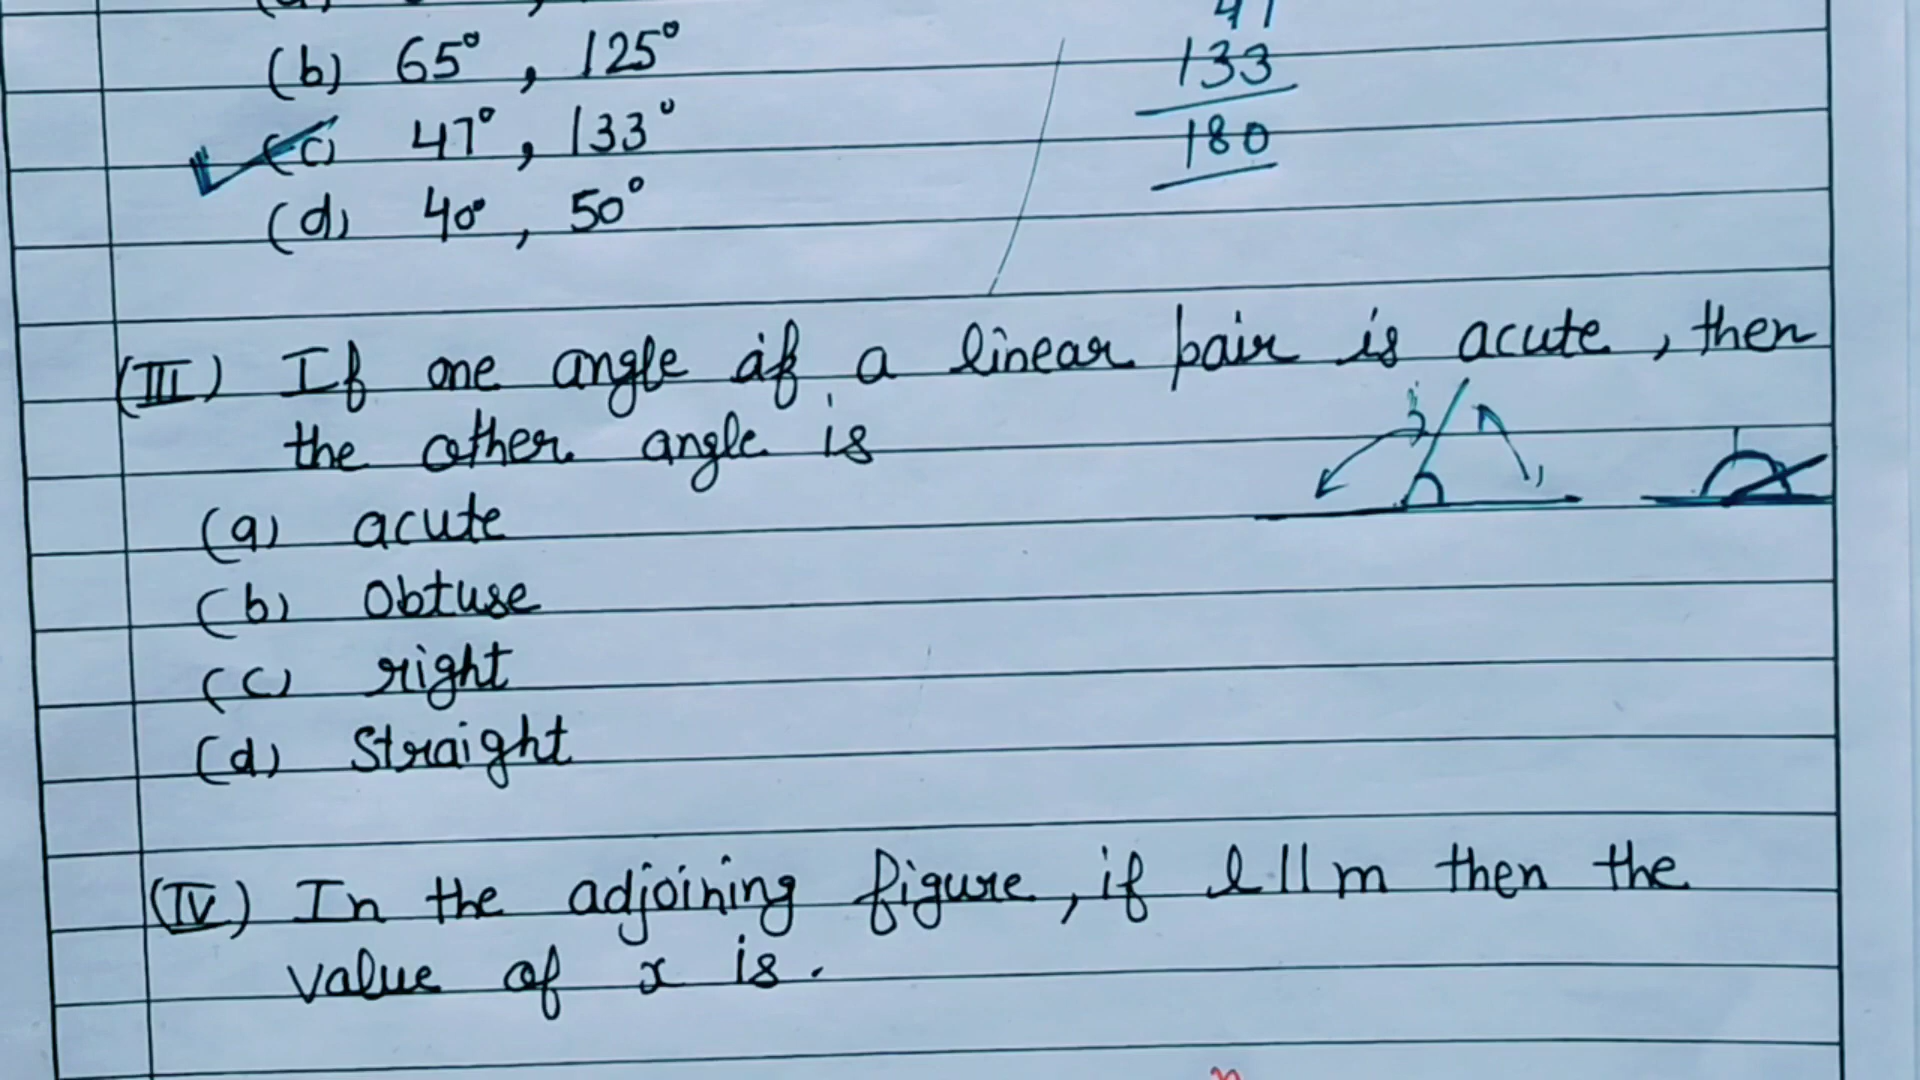 (b) 65° , 125°
133
(c) 47° , 133°
180
(d) 40° , 50°
(III) If one angle of a linear pair is acute , then
the other angle is
(a) acute
(b) Obtuse
(c) right
(d) Straight
(IV) In the adjoining figure , if l || m then the
value of x is .